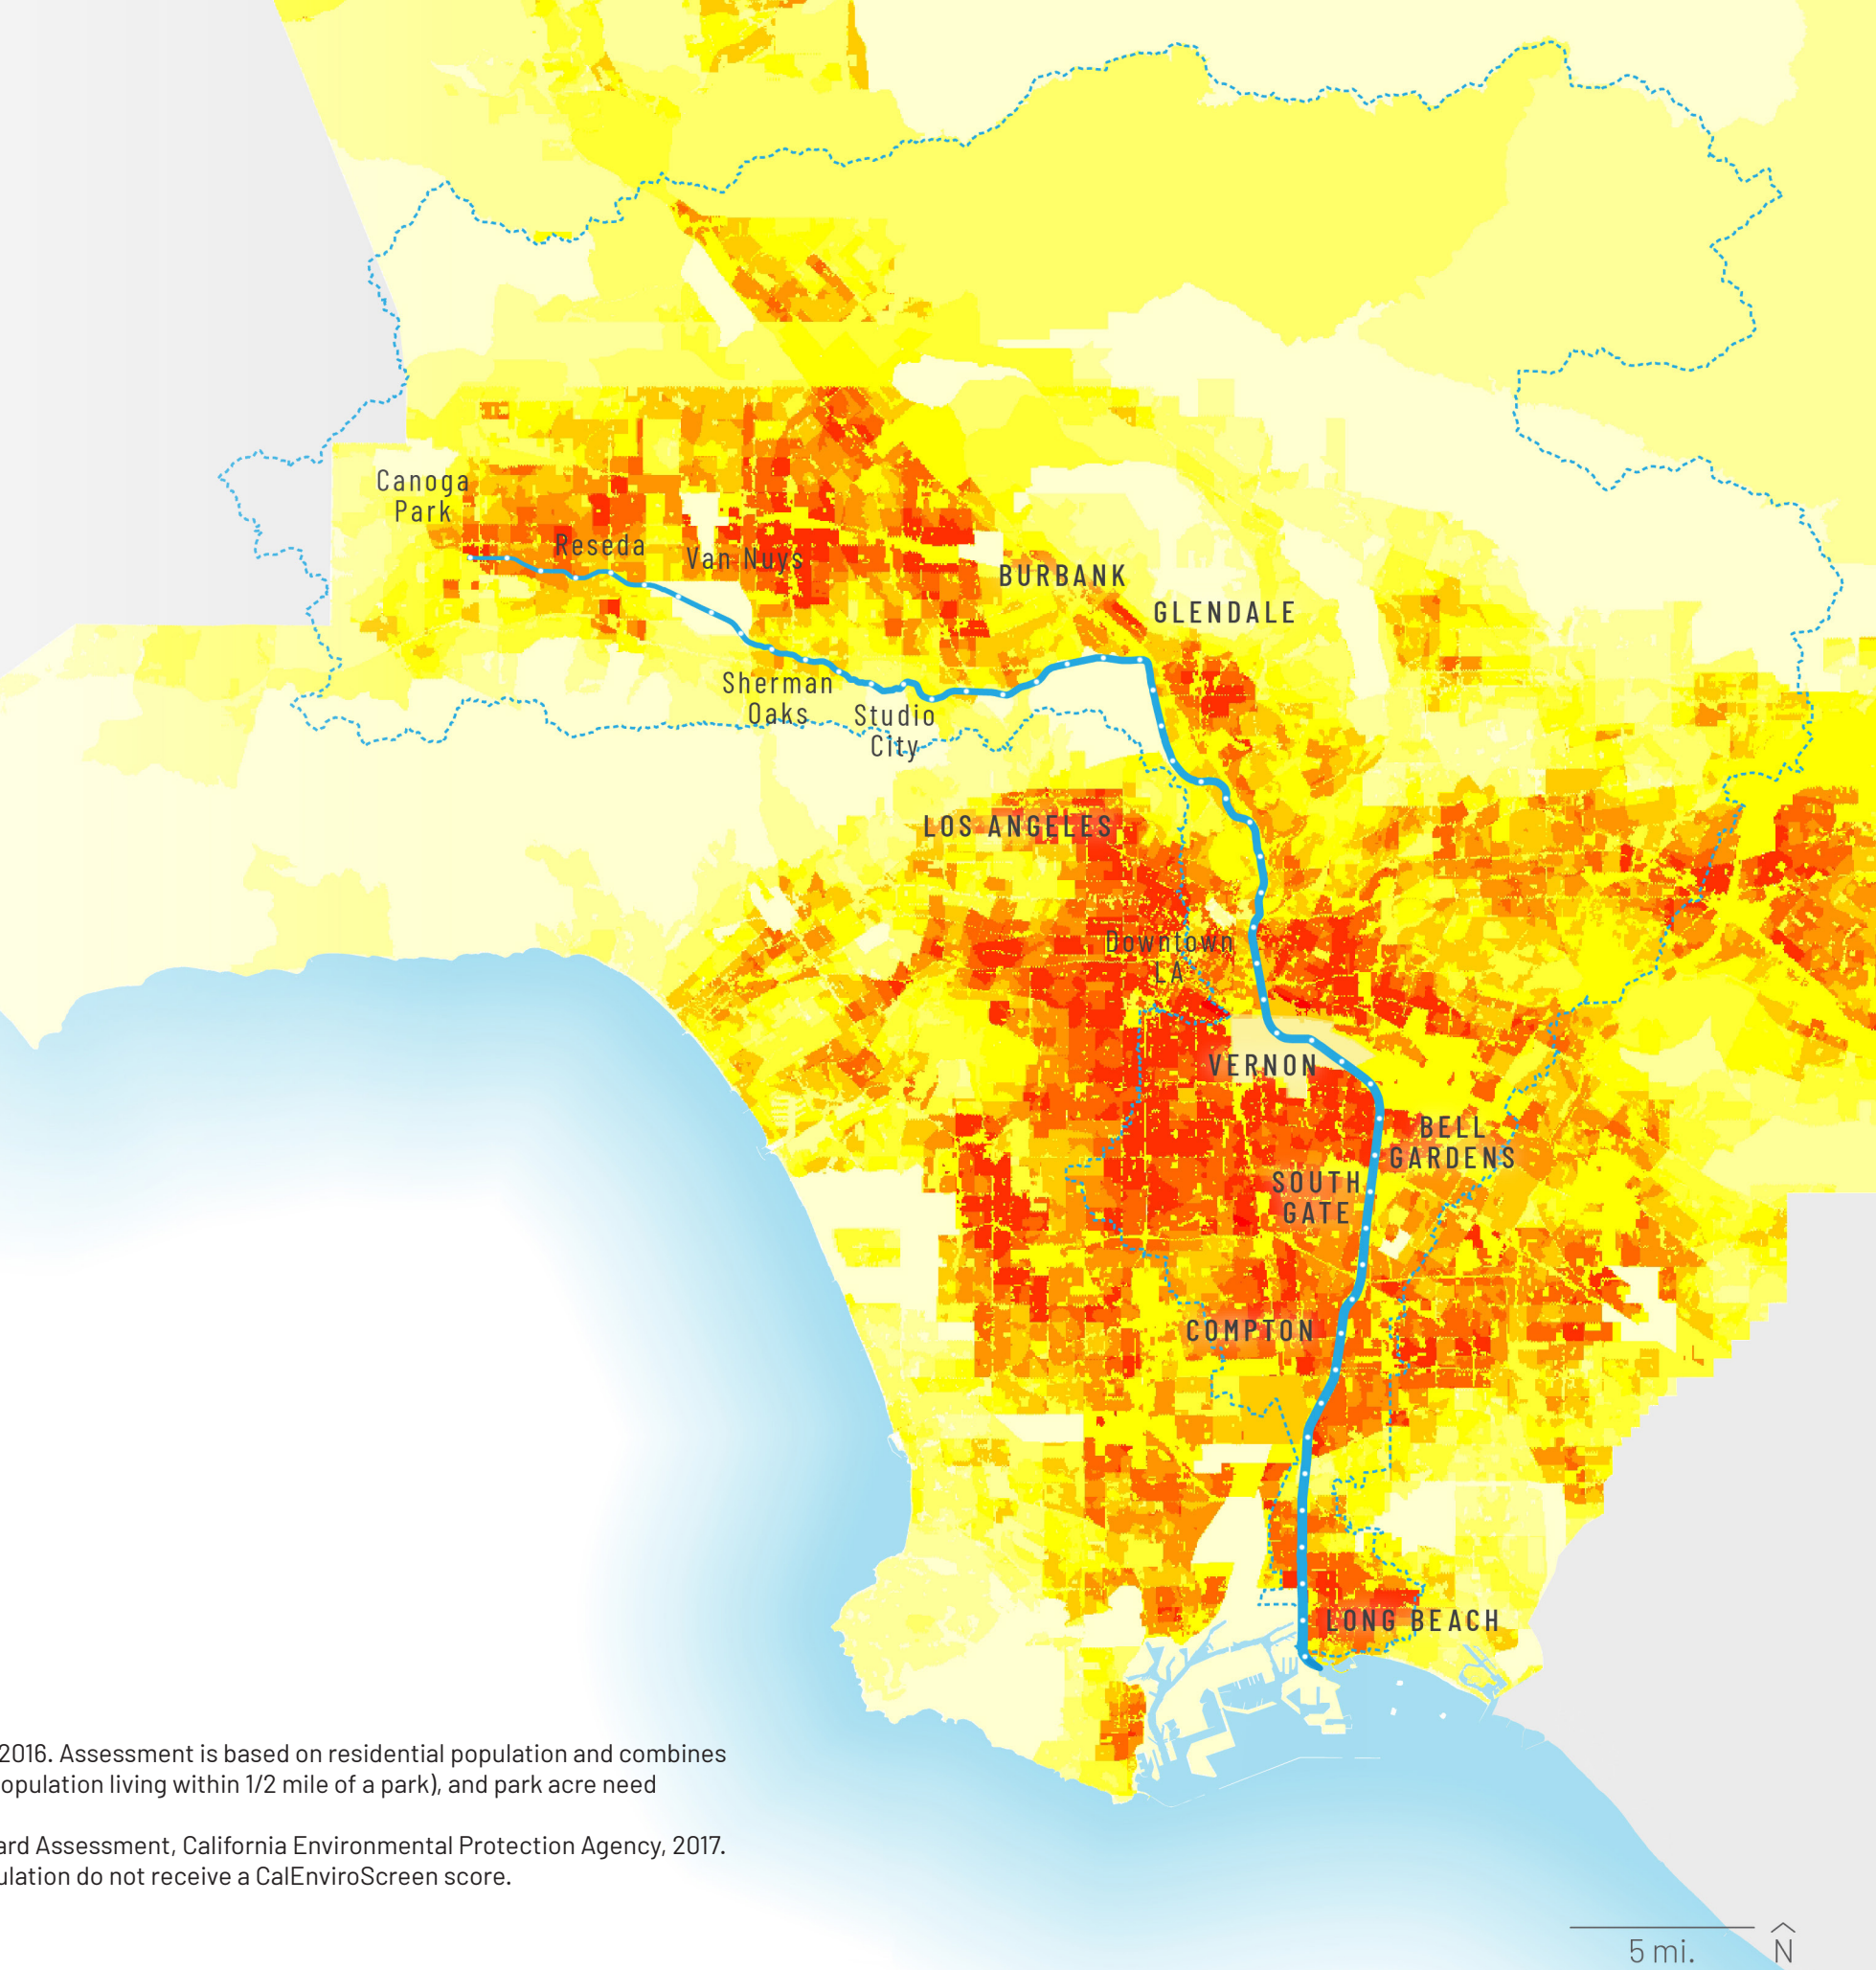 Canoga
Park
Reseda
Van Nuys
BURBANK
GLENDALE
Sherman
Oaks
Studio
City
LOS ANGELES
Downtown
LA
VERNON
BELL
GARDENS
SOUTH
GATE
COMPTON
LONG BEACH
2016. Assessment is based on residential population and combines
opulation living within 1/2 mile of a park), and park acre need
ard Assessment, California Environmental Protection Agency, 2017.
ulation do not receive a CalEnviroScreen score.
5 mi.
N